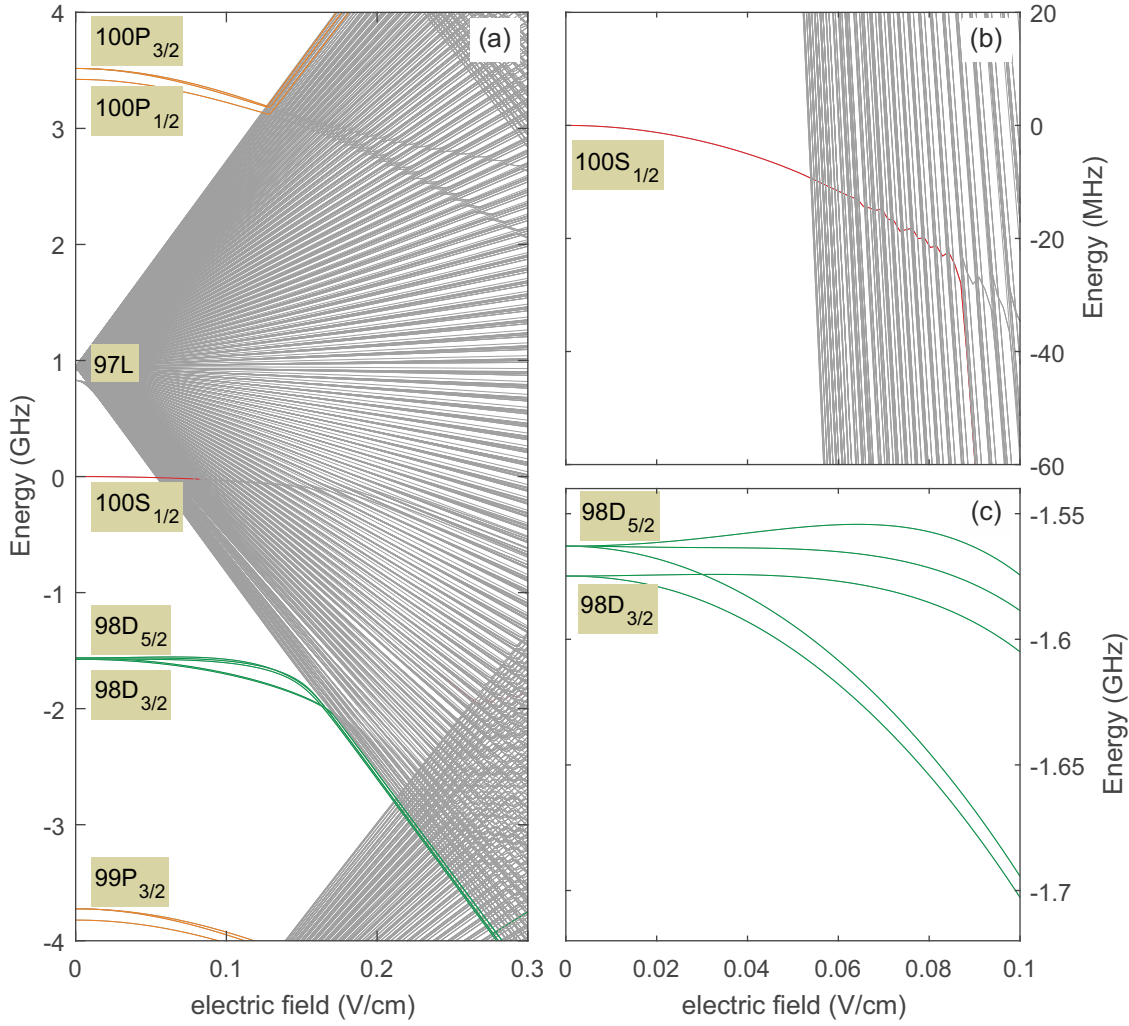 (a)
100P3/2
100P1/2
97L
100S1/2
98D5/2
98D3/2
99P3/2
4
3
2
1
0
-1
-2
-3
-4
Energy (GHz)
0
0.1
0.2
0.3
electric field (V/cm)
(b)
100S1/2
20
0
-20
-40
-60
Energy (MHz)
(c)
98D5/2
98D3/2
-1.55
-1.6
-1.65
-1.7
Energy (GHz)
0
0.02
0.04
0.06
0.08
0.1
electric field (V/cm)